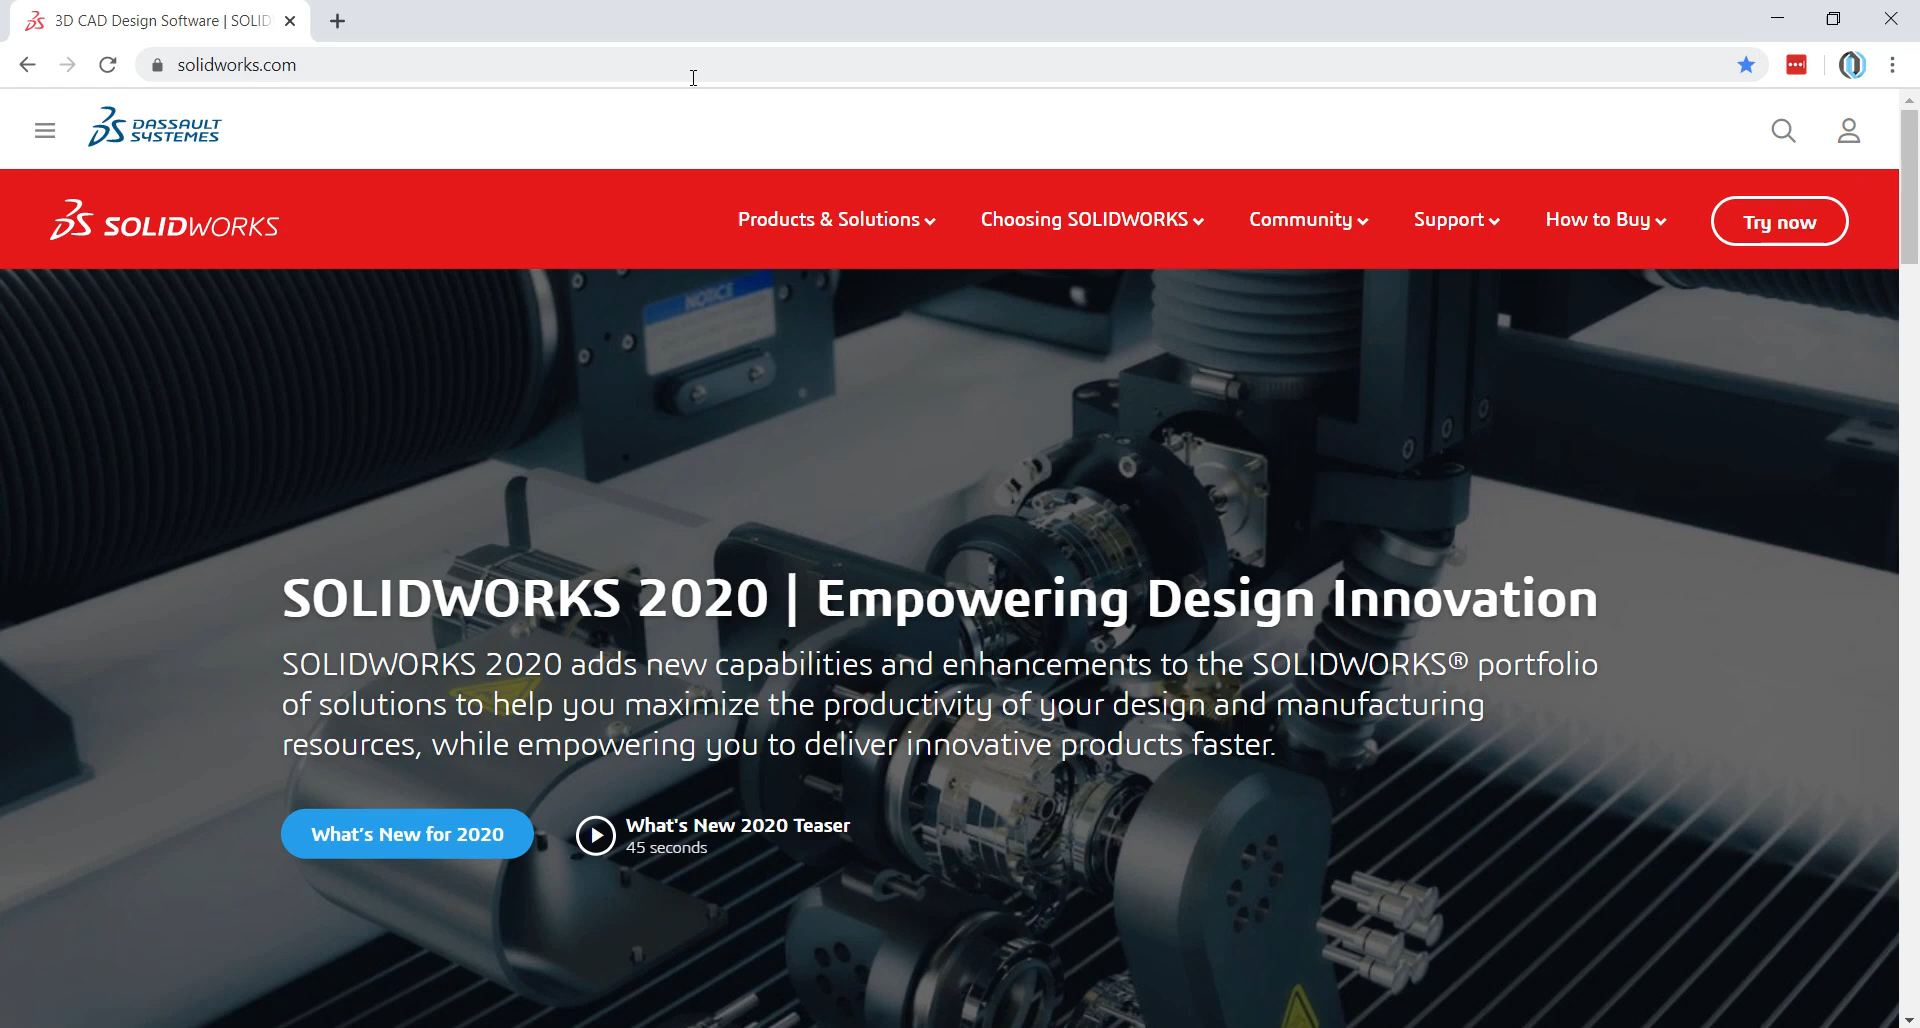 3D CAD Design Software | SOLID
solidworks.com
DASSAULT
SYSTEMES
SOLIDWORKS
Products & Solutions
Choosing SOLIDWORKS
Community
Support
How to Buy
Try now
NOTICE
SOLIDWORKS 2020 | Empowering Design Innovation
SOLIDWORKS 2020 adds new capabilities and enhancements to the SOLIDWORKS® portfolio
of solutions to help you maximize the productivity of your design and manufacturing
resources, while empowering you to deliver innovative products faster.
What's New for 2020
What's New 2020 Teaser
45 seconds